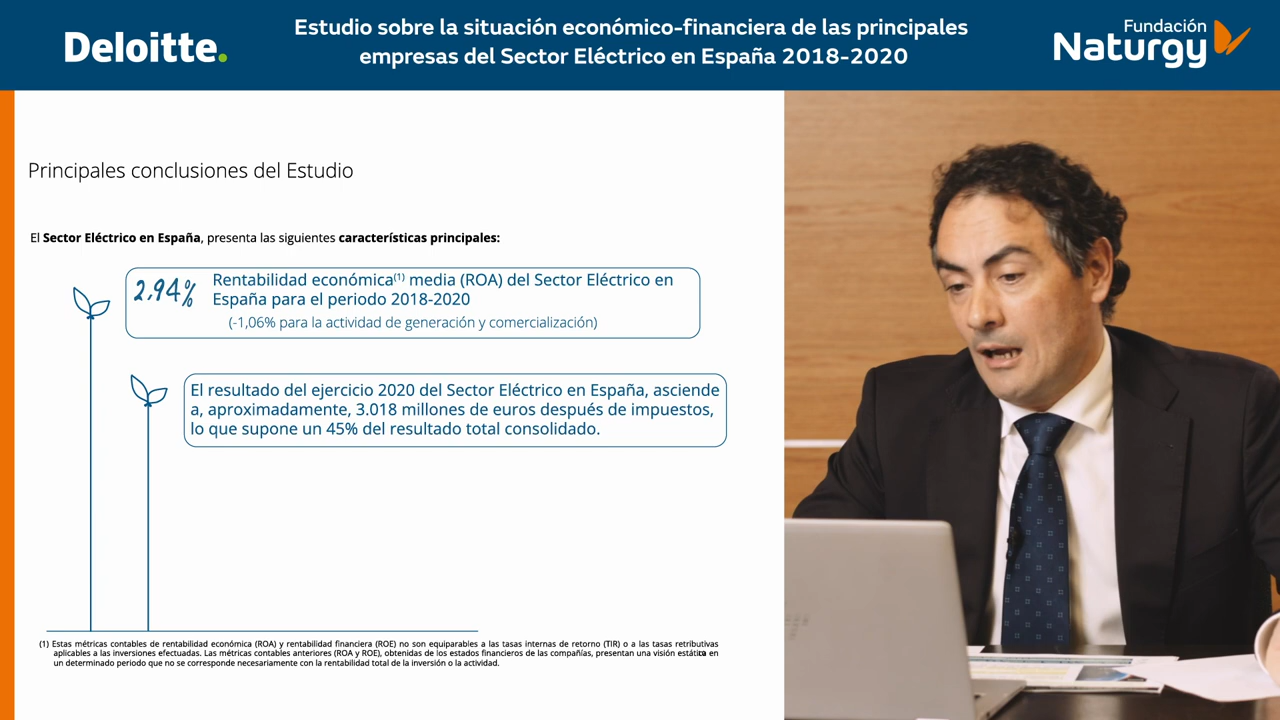 Deloitte.
Estudio sobre la situación económico-financiera de las principales
empresas del Sector Eléctrico en España 2018-2020
Fundación
Naturgy
Principales conclusiones del Estudio
El Sector Eléctrico en España, presenta las siguientes características principales:
2,94%
Rentabilidad económica(1) media (ROA) del Sector Eléctrico en
España para el periodo 2018-2020
(-1,06% para la actividad de generación y comercialización)
El resultado del ejercicio 2020 del Sector Eléctrico en España, asciende
a, aproximadamente, 3.018 millones de euros después de impuestos,
lo que supone un 45% del resultado total consolidado.
(1) Estas métricas contables de rentabilidad económica (ROA) y rentabilidad financiera (ROE) no son equiparables a las tasas internas de retorno (TIR) o a las tasas retributivas
aplicables a las inversiones efectuadas. Las métricas contables anteriores (ROA y ROE), obtenidas de los estados financieros de las compañías, presentan una visión estática en
un determinado periodo que no se corresponde necesariamente con la rentabilidad total de la inversión o la actividad.